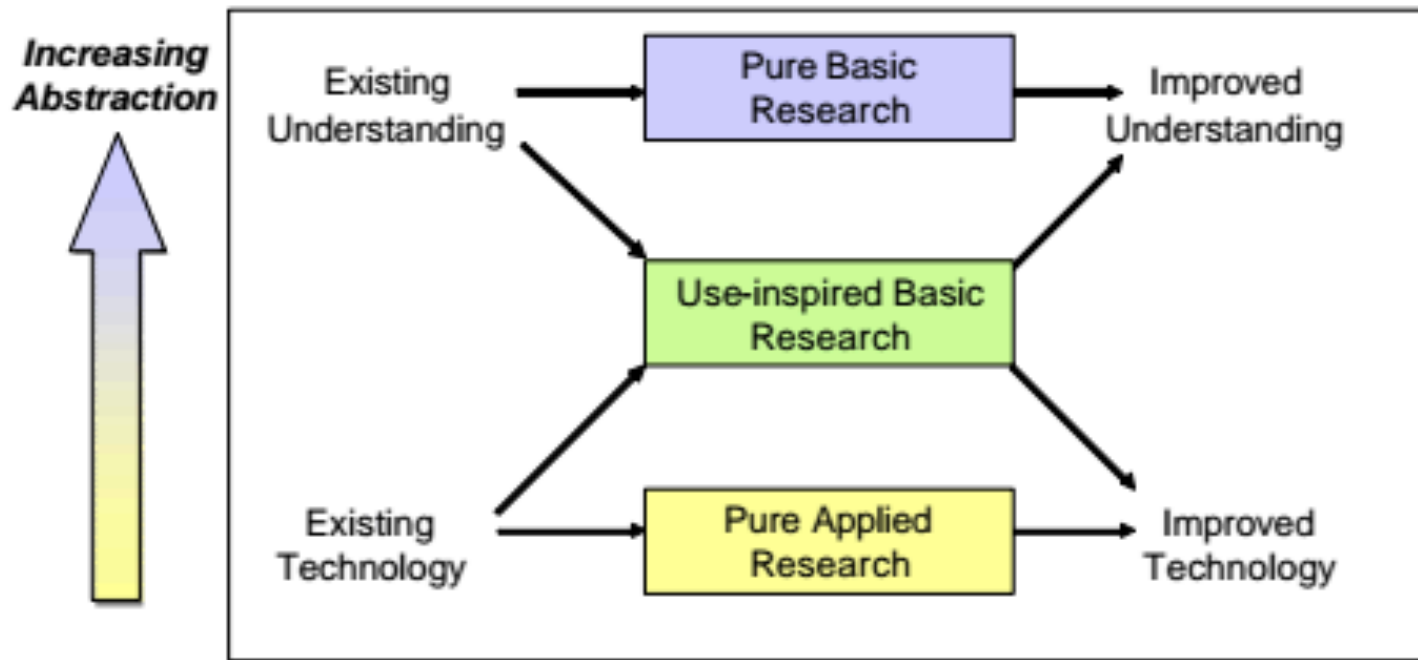 Increasing
Abstraction
Existing
Understanding
Pure Basic
Research
Improved
Understanding
Use-inspired Basic
Research
Existing
Technology
Pure Applied
Research
Improved
Technology